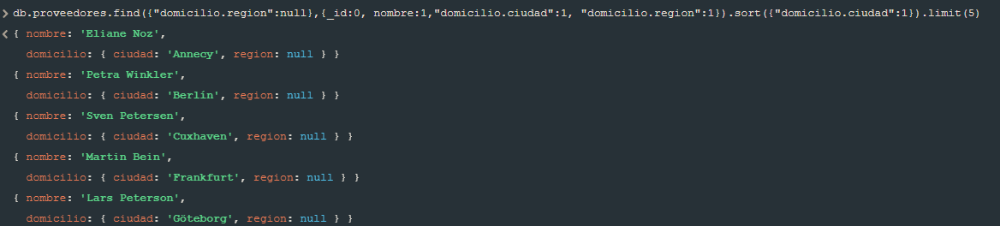 > db.proveedores.find({"domicilio.region":null},{_id:0, nombre:1,"domicilio.ciudad":1, "domicilio.region":1}).sort({"domicilio.ciudad":1}).limit(5)
< { nombre: 'Eliane Noz',
domicilio: { ciudad: 'Annecy', region: null } }
{ nombre: 'Petra Winkler',
domicilio: { ciudad: 'Berlín', region: null } }
{ nombre: 'Sven Petersen',
domicilio: { ciudad: 'Cuxhaven', region: null } }
{ nombre: 'Martin Bein',
domicilio: { ciudad: 'Frankfurt', region: null } }
{ nombre: 'Lars Peterson',
domicilio: { ciudad: 'Göteborg', region: null } }